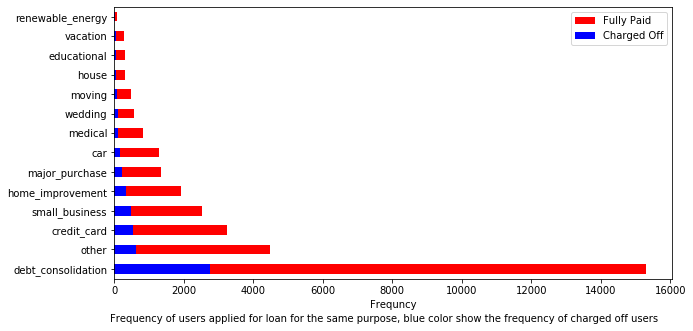 renewable_energy
vacation
educational
house
moving
wedding
medical
car
major_purchase
home_improvement
small_business
credit_card
other
debt_consolidation
Fully Paid
Charged Off
0 2000 4000 6000 8000 10000 12000 14000 16000
Frequncy
Frequency of users applied for loan for the same purpose, blue color show the frequency of charged off users